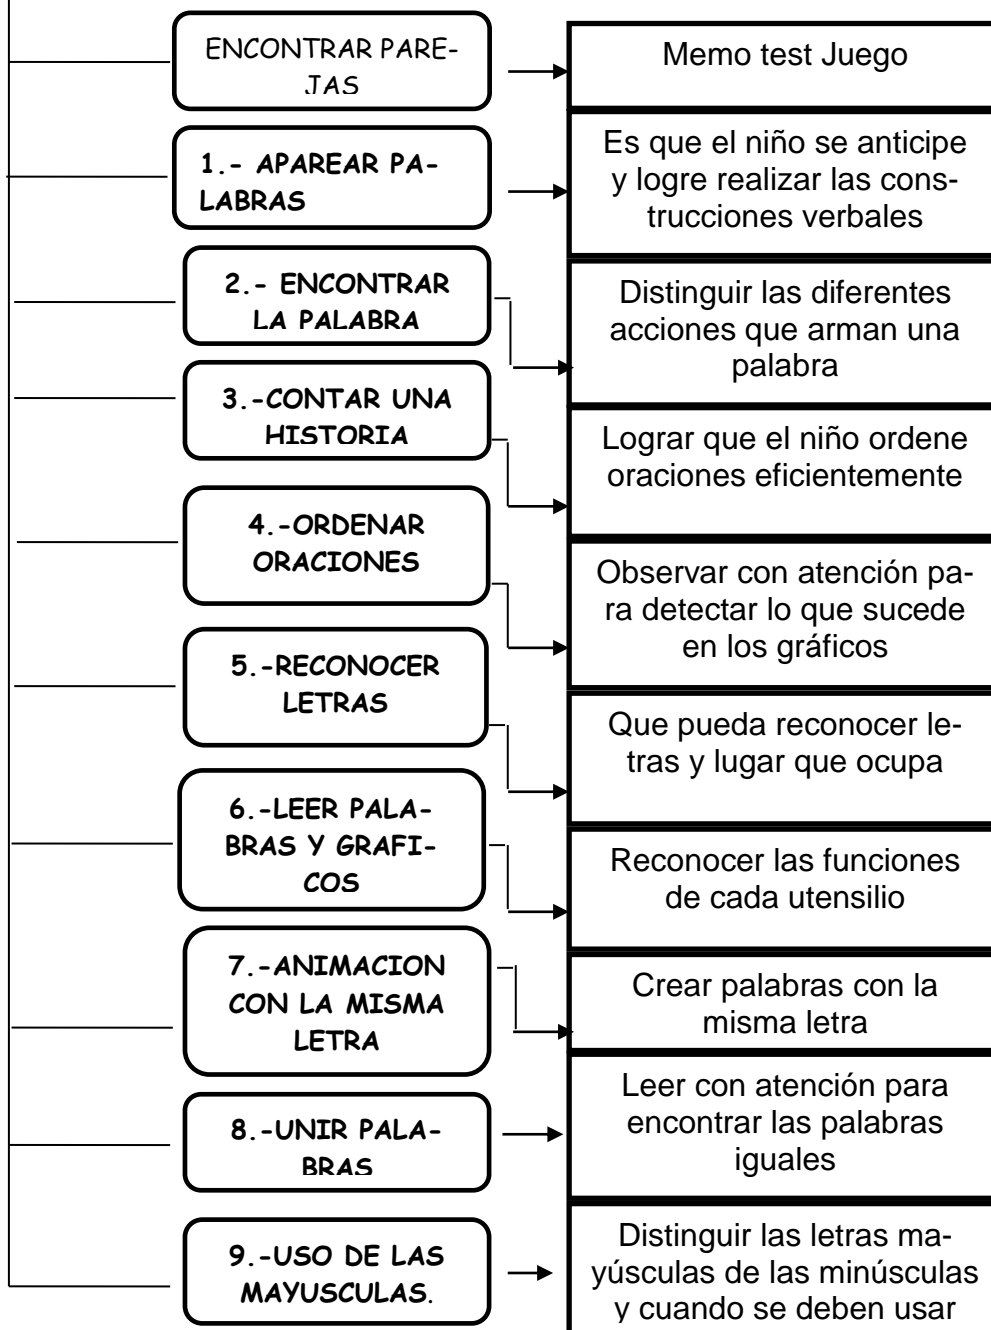 ENCONTRAR PARE-
JAS
Memo test Juego
1.- APAREAR PA-
LABRAS
Es que el niño se anticipe
y logre realizar las cons-
trucciones verbales
2.- ENCONTRAR
LA PALABRA
Distinguir las diferentes
acciones que arman una
palabra
3.-CONTAR UNA
HISTORIA
Lograr que el niño ordene
oraciones eficientemente
4.-ORDENAR
ORACIONES
Observar con atención pa-
ra detectar lo que sucede
en los gráficos
5.-RECONOCER
LETRAS
Que pueda reconocer le-
tras y lugar que ocupa
6.-LEER PALA-
BRAS Y GRAFI-
COS
Reconocer las funciones
de cada utensilio
7.-ANIMACION
CON LA MISMA
LETRA
Crear palabras con la
misma letra
8.-UNIR PALA-
BRAS
Leer con atención para
encontrar las palabras
iguales
9.-USO DE LAS
MAYUSCULAS.
Distinguir las letras ma-
yúsculas de las minúsculas
y cuando se deben usar